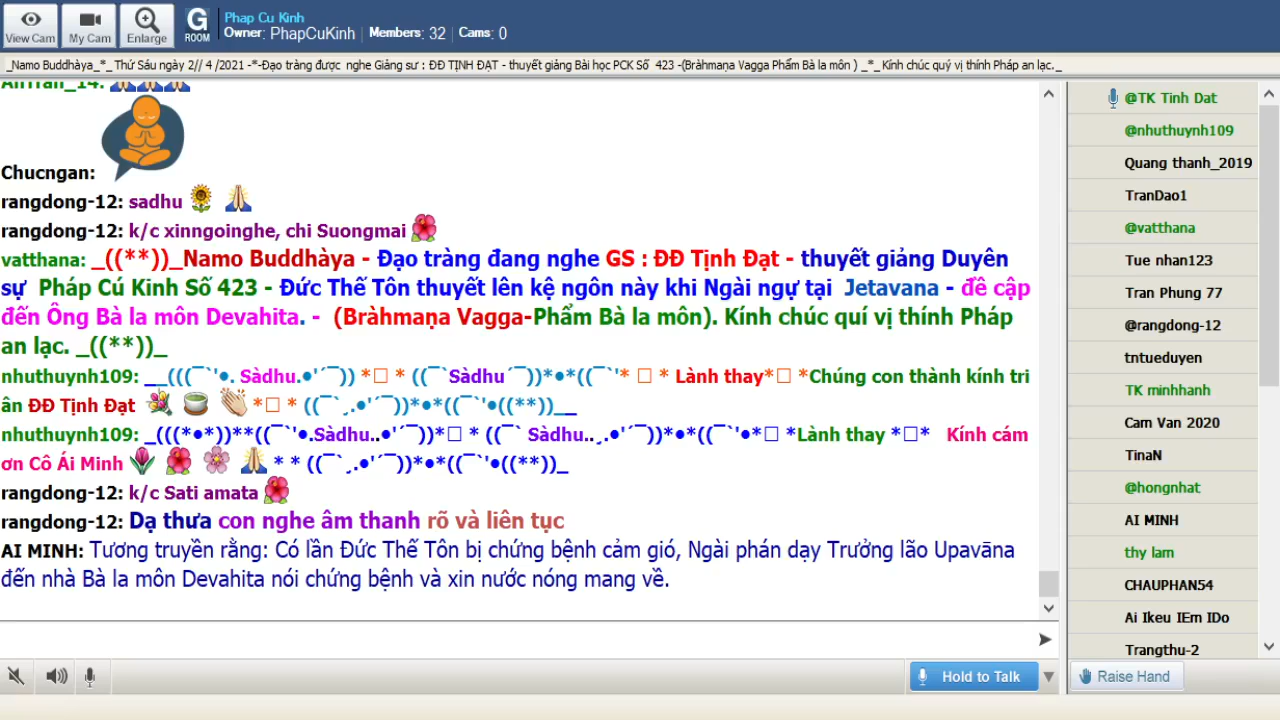 Phap Cu Kinh
Owner: PhapCuKinh | Members: 32 | Cams: 0
View Cam
My Cam
Enlarge
G ROOM
_Namo Buddhàya_*_ Thứ Sáu ngày 2// 4 /2021 -*-Đạo tràng được nghe Giảng sư : ĐĐ TỊNH ĐẠT - thuyết giảng Bài học PCK Số 423 -(Bràhmaṇa Vagga Phẩm Bà la môn ) _*_ Kính chúc quý vị thính Pháp an lạc._
AnTran_14:
Chucngan:
rangdong-12: sadhu
rangdong-12: k/c xinngoinghe, chi Suongmai
vatthana: _((**))_Namo Buddhàya - Đạo tràng đang nghe GS : ĐĐ Tịnh Đạt - thuyết giảng Duyên
sự Pháp Cú Kinh Số 423 - Đức Thế Tôn thuyết lên kệ ngôn này khi Ngài ngự tại Jetavana - đề cập
đến Ông Bà la môn Devahita. - (Bràhmaṇa Vagga-Phẩm Bà la môn). Kính chúc quí vị thính Pháp
an lạc. _((**))_
nhuthuynh109: __(((¯`'•. Sàdhu.•'´¯)) *□ * ((¯`Sàdhu´¯))*•*((¯`'* □ * Lành thay*□ *Chúng con thành kính tri
ân ĐĐ Tịnh Đạt *□ * ((¯`¸.•'´¯))*•*((¯`'•((**))__
nhuthuynh109: _(((*•*))**((¯`'•.Sàdhu..•'´¯))*□ * ((¯` Sàdhu..¸.•'´¯))*•*((¯`'•*□ *Lành thay *□* Kính cám
ơn Cô Ái Minh * * ((¯`¸.•'´¯))*•*((¯`'•((**))_
rangdong-12: k/c Sati amata
rangdong-12: Dạ thưa con nghe âm thanh rõ và liên tục
AI MINH: Tương truyền rằng: Có lần Đức Thế Tôn bị chứng bệnh cảm gió, Ngài phán dạy Trưởng lão Upavāna
đến nhà Bà la môn Devahita nói chứng bệnh và xin nước nóng mang về.
Hold to Talk
@TK Tinh Dat
@nhuthuynh109
Quang thanh_2019
TranDao1
@vatthana
Tue nhan123
Tran Phung 77
@rangdong-12
tntueduyen
TK minhhanh
Cam Van 2020
TinaN
@hongnhat
AI MINH
thy lam
CHAUPHAN54
Ai Ikeu IEm IDo
Trangthu-2
Raise Hand